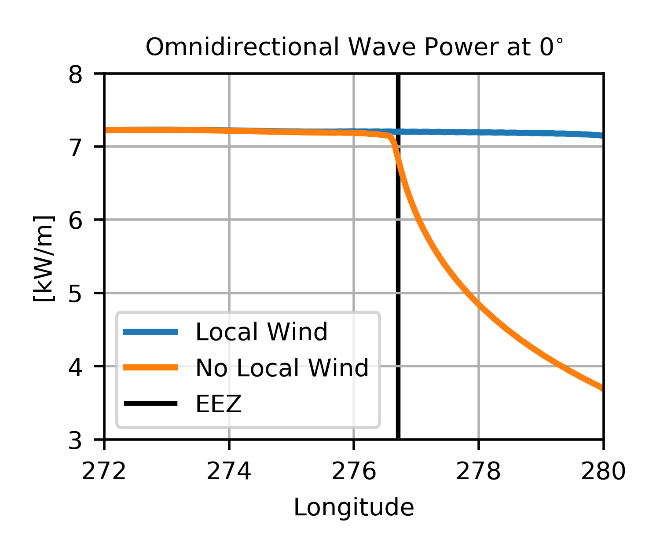 Omnidirectional Wave Power at 0°
8
7
6
5
4
3
[kW/m]
Local Wind
No Local Wind
EEZ
272 274 276 278 280
Longitude